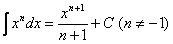 ∫xⁿdx = xⁿ⁺¹/(n+1) + C (n ≠ −1)